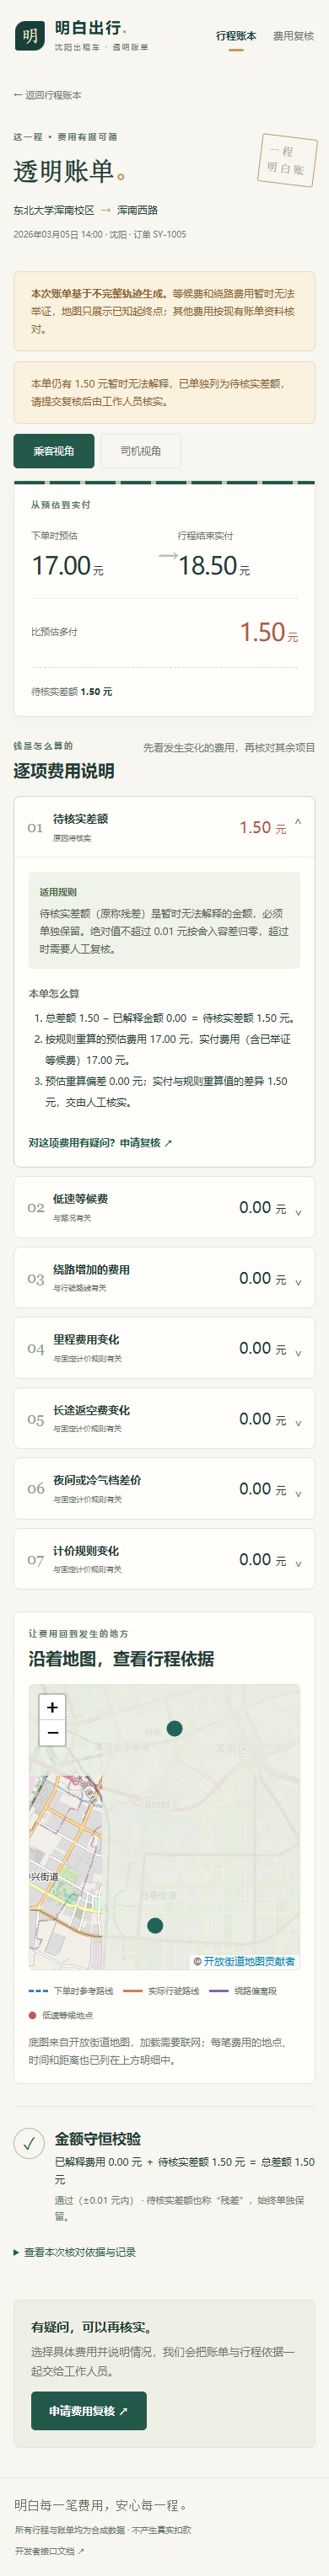 明
明白出行.
沈阳出租车 · 透明账单
行程账本
费用复核
← 返回行程账本
这一程 • 费用有据可循
透明账单。
一 程
明 白 账
东北大学浑南校区 → 浑南西路
2026年03月05日 14:00 · 沈阳 · 订单 SY-1005
本次账单基于不完整轨迹生成。等候费和绕路费用暂时无法
举证，地图只展示已知起终点；其他费用按现有账单资料核
对。
本单仍有 1.50 元暂时无法解释，已单独列为待核实差额，
请提交复核后由工作人员核实。
乘客视角
司机视角
从预估到实付
下单时预估
17.00元
→
行程结束实付
18.50元
比预估多付
1.50元
待核实差额 1.50 元
钱是怎么算的
逐项费用说明
先看发生变化的费用，再核对其余项目
01
待核实差额
原因待核实
1.50 元
适用规则
待核实差额（原称残差）是暂时无法解释的金额，必须
单独保留。绝对值不超过 0.01 元按舍入容差归零，超过
时需要人工复核。
本单怎么算
1. 总差额 1.50 − 已解释金额 0.00 = 待核实差额 1.50 元。
2. 按规则重算的预估费用 17.00 元，实付费用（含已举证
等候费）17.00 元。
3. 预估重算偏差 0.00 元；实付与规则重算值的差异 1.50
元，交由人工核实。
对这项费用有疑问？申请复核 ↗
02
低速等候费
与路况有关
0.00 元
03
绕路增加的费用
与行驶路线有关
0.00 元
04
里程费用变化
与固定计价规则有关
0.00 元
05
长途返空费变化
与固定计价规则有关
0.00 元
06
夜间或冷气档差价
与固定计价规则有关
0.00 元
07
计价规则变化
与固定计价规则有关
0.00 元
让费用回到发生的地方
沿着地图，查看行程依据
+
−
浑南区
G1501
兴街道
白塔街道
© 开放街道地图贡献者
下单时参考路线
实际行驶路线
绕路偏离段
低速等候地点
底图来自开放街道地图，加载需要联网；每笔费用的地点、
时间和距离也已列在上方明细中。
✓
金额守恒校验
已解释费用 0.00 元 + 待核实差额 1.50 元 = 总差额 1.50
元
通过（±0.01 元内） · 待核实差额也称“残差”，始终单独保
留。
▶ 查看本次核对依据与记录
有疑问，可以再核实。
选择具体费用并说明情况，我们会把账单与行程依据一
起交给工作人员。
申请费用复核 ↗
明白每一笔费用，安心每一程。
所有行程与账单均为合成数据 · 不产生真实扣款
开发者接口文档 ↗